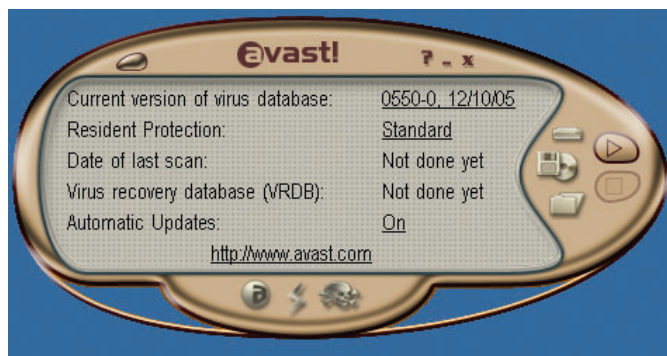 avast! ? - x
Current version of virus database: 0550-0, 12/10/05
Resident Protection: Standard
Date of last scan: Not done yet
Virus recovery database (VRDB): Not done yet
Automatic Updates: On
http://www.avast.com
a